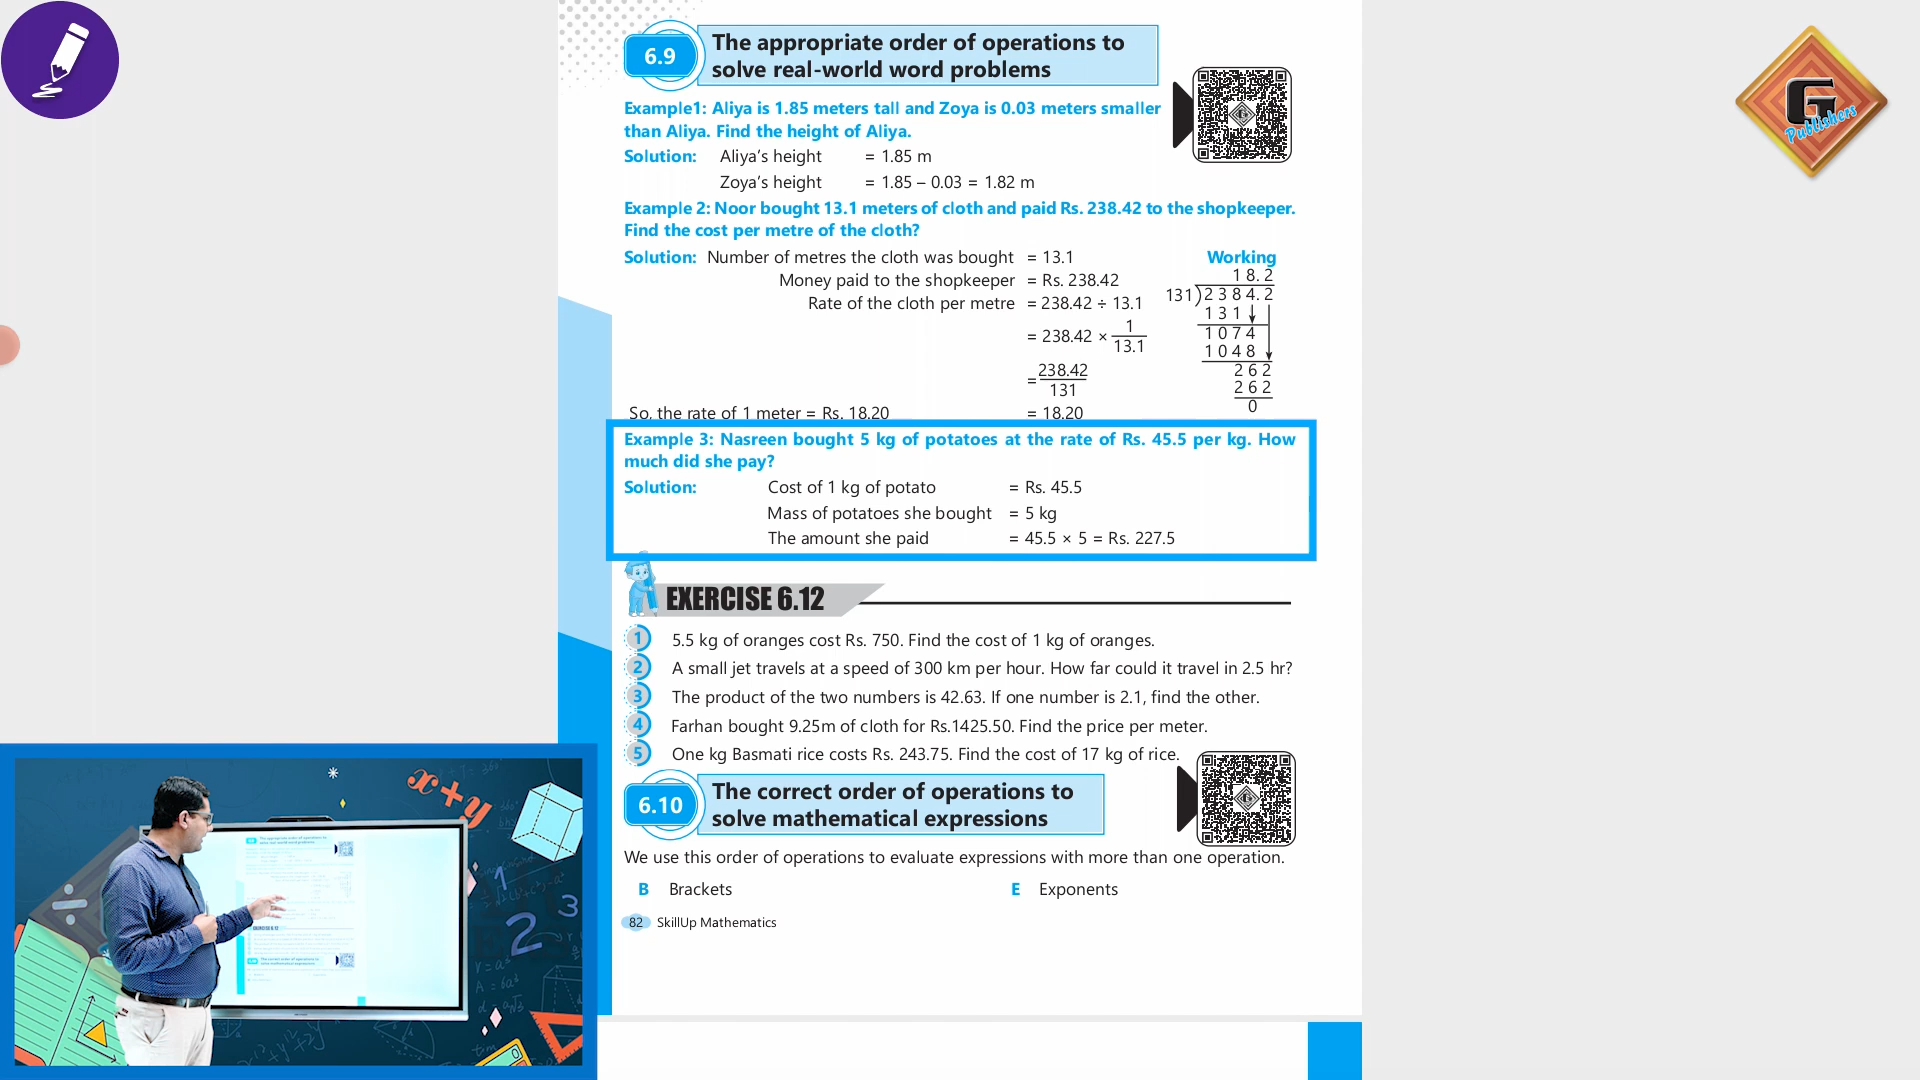 6.9
The appropriate order of operations to
solve real-world word problems
Example1: Aliya is 1.85 meters tall and Zoya is 0.03 meters smaller
than Aliya. Find the height of Aliya.
Solution: Aliya’s height = 1.85 m
Zoya’s height = 1.85 – 0.03 = 1.82 m
Example 2: Noor bought 13.1 meters of cloth and paid Rs. 238.42 to the shopkeeper.
Find the cost per metre of the cloth?
Solution: Number of metres the cloth was bought = 13.1
Money paid to the shopkeeper = Rs. 238.42
Rate of the cloth per metre = 238.42 ÷ 13.1
= 238.42 × 1/13.1
= 238.42/131
So, the rate of 1 meter = Rs. 18.20 = 18.20
Working
18.2
131)2384.2
131
1074
1048
262
262
0
Example 3: Nasreen bought 5 kg of potatoes at the rate of Rs. 45.5 per kg. How
much did she pay?
Solution: Cost of 1 kg of potato = Rs. 45.5
Mass of potatoes she bought = 5 kg
The amount she paid = 45.5 × 5 = Rs. 227.5
EXERCISE 6.12
1 5.5 kg of oranges cost Rs. 750. Find the cost of 1 kg of oranges.
2 A small jet travels at a speed of 300 km per hour. How far could it travel in 2.5 hr?
3 The product of the two numbers is 42.63. If one number is 2.1, find the other.
4 Farhan bought 9.25m of cloth for Rs.1425.50. Find the price per meter.
5 One kg Basmati rice costs Rs. 243.75. Find the cost of 17 kg of rice.
6.10
The correct order of operations to
solve mathematical expressions
We use this order of operations to evaluate expressions with more than one operation.
B Brackets E Exponents
82 SkillUp Mathematics
G
Publishers
x+y
1
2
3